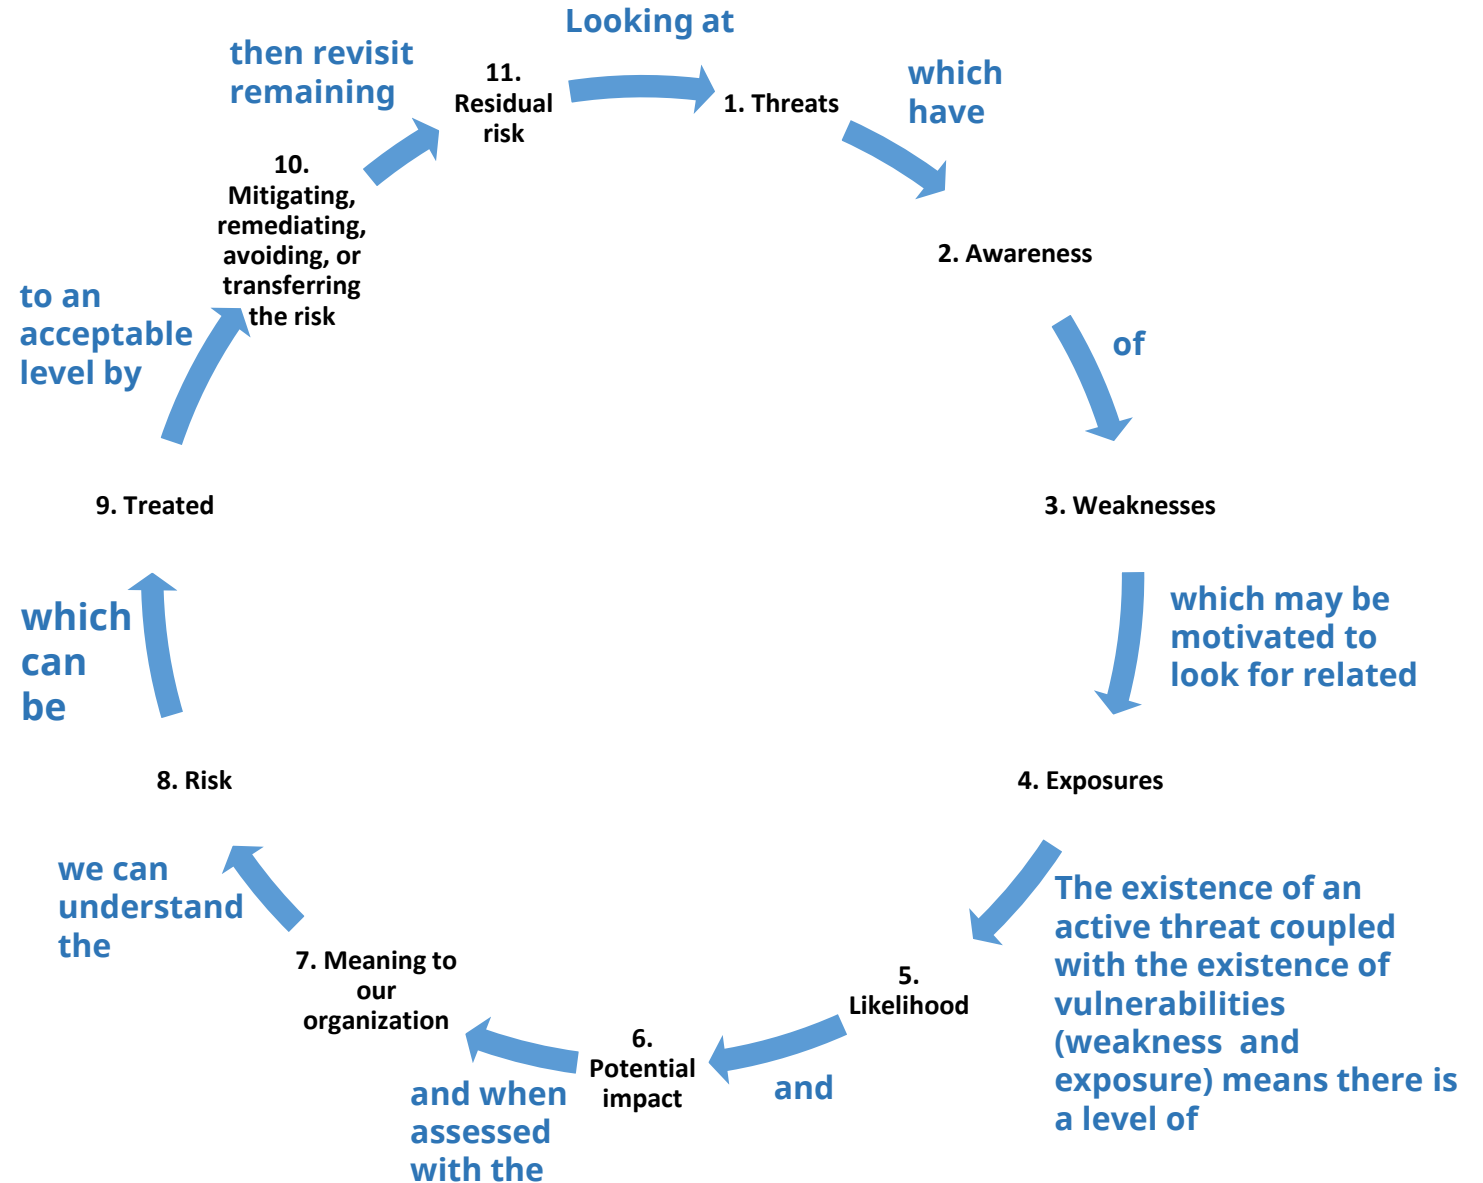 Looking at
1. Threats
which
have
2. Awareness
of
3. Weaknesses
which may be
motivated to
look for related
4. Exposures
The existence of an
active threat coupled
with the existence of
vulnerabilities
(weakness  and
exposure) means there is
a level of
5.
Likelihood
and
6.
Potential
impact
and when
assessed
with the
7. Meaning to
our
organization
we can
understand
the
8. Risk
which
can
be
9. Treated
to an
acceptable
level by
10.
Mitigating,
remediating,
avoiding, or
transferring
the risk
then revisit
remaining
11.
Residual
risk